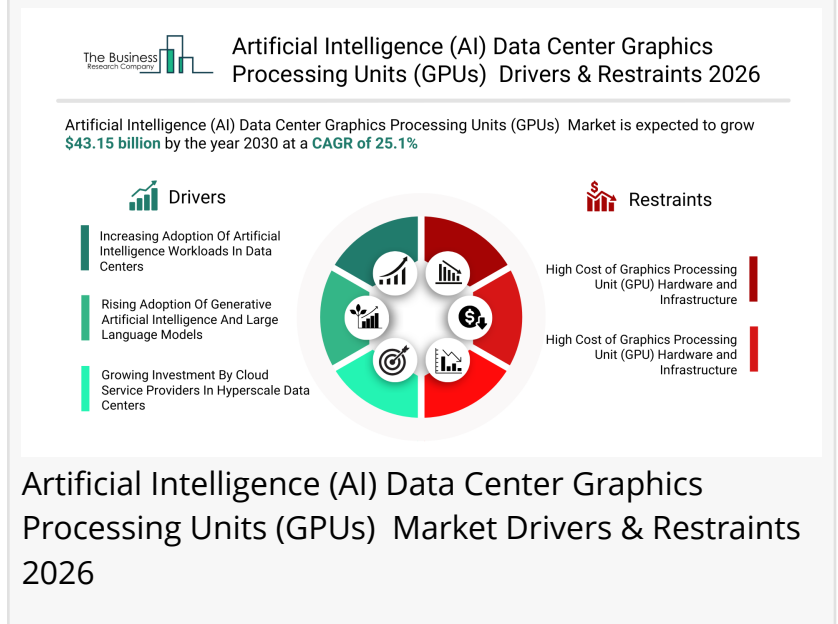 The Business
Research Company
Artificial Intelligence (AI) Data Center Graphics
Processing Units (GPUs)  Drivers & Restraints 2026
Artificial Intelligence (AI) Data Center Graphics Processing Units (GPUs)  Market is expected to grow
$43.15 billion by the year 2030 at a CAGR of 25.1%
Drivers
Increasing Adoption Of Artificial
Intelligence Workloads In Data
Centers
Rising Adoption Of Generative
Artificial Intelligence And Large
Language Models
Growing Investment By Cloud
Service Providers In Hyperscale Data
Centers
$
$
Restraints
High Cost of Graphics Processing
Unit (GPU) Hardware and
Infrastructure
High Cost of Graphics Processing
Unit (GPU) Hardware and
Infrastructure
Artificial Intelligence (AI) Data Center Graphics
Processing Units (GPUs)  Market Drivers & Restraints
2026